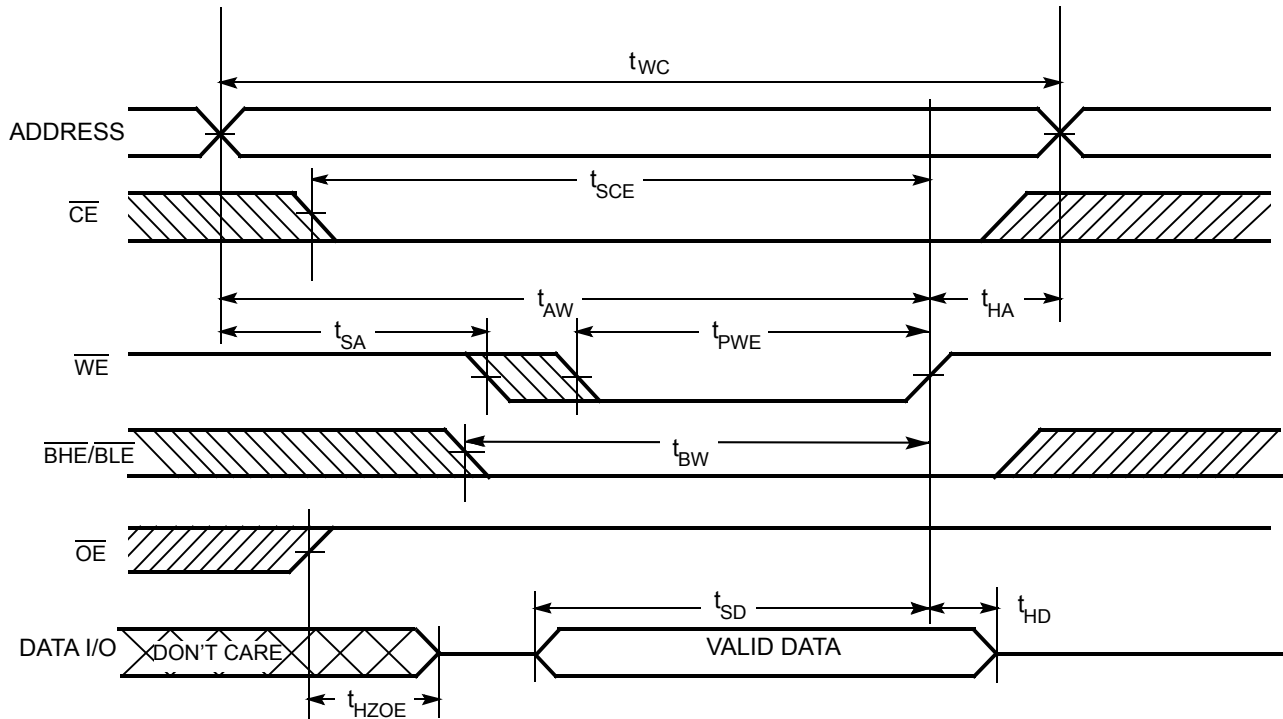 tWC
ADDRESS
tSCE
CE
tAW
tHA
tSA
tPWE
WE
BHE/BLE
tBW
OE
tSD
tHD
DATA I/O
DON'T CARE
VALID DATA
tHZOE